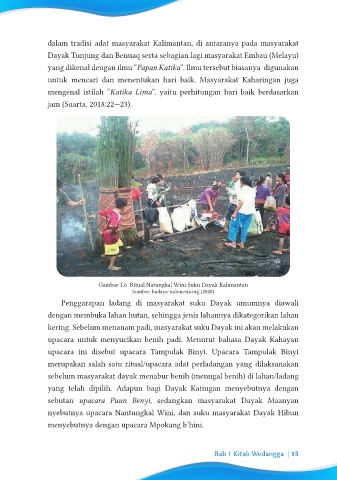 dalam tradisi adat masyarakat Kalimantan, di antaranya pada masyarakat
Dayak Tunjung dan Benuaq serta sebagian lagi masyarakat Embau (Melayu)
yang dikenal dengan ilmu "Papan Katika". Ilmu tersebut biasanya digunakan
untuk mencari dan menentukan hari baik. Masyarakat Kaharingan juga
mengenal istilah "Katika Lima", yaitu perhitungan hari baik berdasarkan
jam (Suarta, 2018:22—23).
Gambar 1.6 Ritual Natungkal Wini Suku Dayak Kalimantan
Sumber: budaya-indonesia.org (2020)
Penggarapan ladang di masyarakat suku Dayak umumnya diawali
dengan membuka lahan hutan, sehingga jenis lahannya dikategorikan lahan
kering. Sebelum menanam padi, masyarakat suku Dayak ini akan melakukan
upacara untuk menyucikan benih padi. Menurut bahasa Dayak Kahayan
upacara ini disebut upacara Tampulak Binyi. Upacara Tampulak Binyi
merupakan salah satu ritual/upacara adat perladangan yang dilaksanakan
sebelum masyarakat dayak menabur benih (menugal benih) di lahan/ladang
yang telah dipilih. Adapun bagi Dayak Katingan menyebutnya dengan
sebutan upacara Puun Benyi, sedangkan masyarakat Dayak Maanyan
nyebutnya upacara Nantungkal Wini, dan suku masyarakat Dayak Hibun
menyebutnya dengan upacara Mpokang b'hini.
Bab 1 Kitab Wedangga | 15